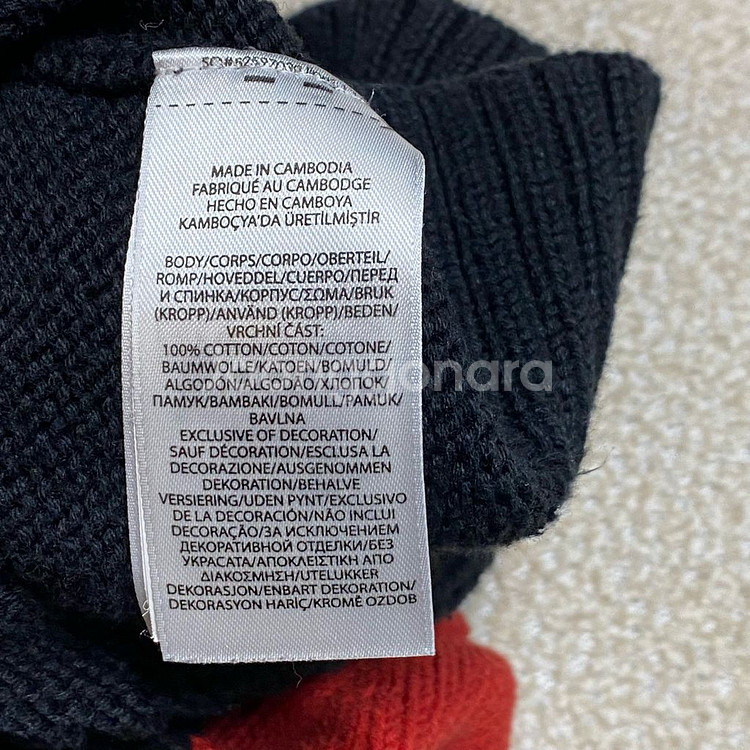 MADE IN CAMBODIA
FABRIQUÉ AU CAMBODGE
HECHO EN CAMBOYA
KAMBOÇYA'DA ÜRETİLMİŞTİR
BODY/CORPS/CORPO/OBERTEIL/
ROMP/HOVEDDEL/CUERPO/ПЕРЕД
И СПИНКА/КОРПУС/ΣΩΜΑ/BRUK
(KROPP)/ANVÄND (KROPP)/BEDEN/
VRCHNÍ ČÁST:
100% COTTON/COTON/COTONE/
BAUMWOLLE/KATOEN/BOMULD/
ALGODÓN/ALGODÃO/ХЛОПОК/
ПАМУК/ΒΑΜΒΑΚΙ/BOMULL/PAMUK/
BAVLNA
EXCLUSIVE OF DECORATION/
SAUF DÉCORATION/ESCLUSA LA
DECORAZIONE/AUSGENOMMEN
DEKORATION/BEHALVE
VERSIERING/UDEN PYNT/EXCLUSIVO
DE LA DECORACIÓN/NÃO INCLUI
DECORAÇÃO/ЗА ИСКЛЮЧЕНИЕМ
ДЕКОРАТИВНОЙ ОТДЕЛКИ/БЕЗ
УКРАСАТА/ΑΠΟΚΛΕΙΣΤΙΚΗ ΑΠΟ
ΔΙΑΚΟΣΜΗΣΗ/UTELUKKER
DEKORASJON/ENBART DEKORATION/
DEKORASYON HARİÇ/KROMĚ OZDOB